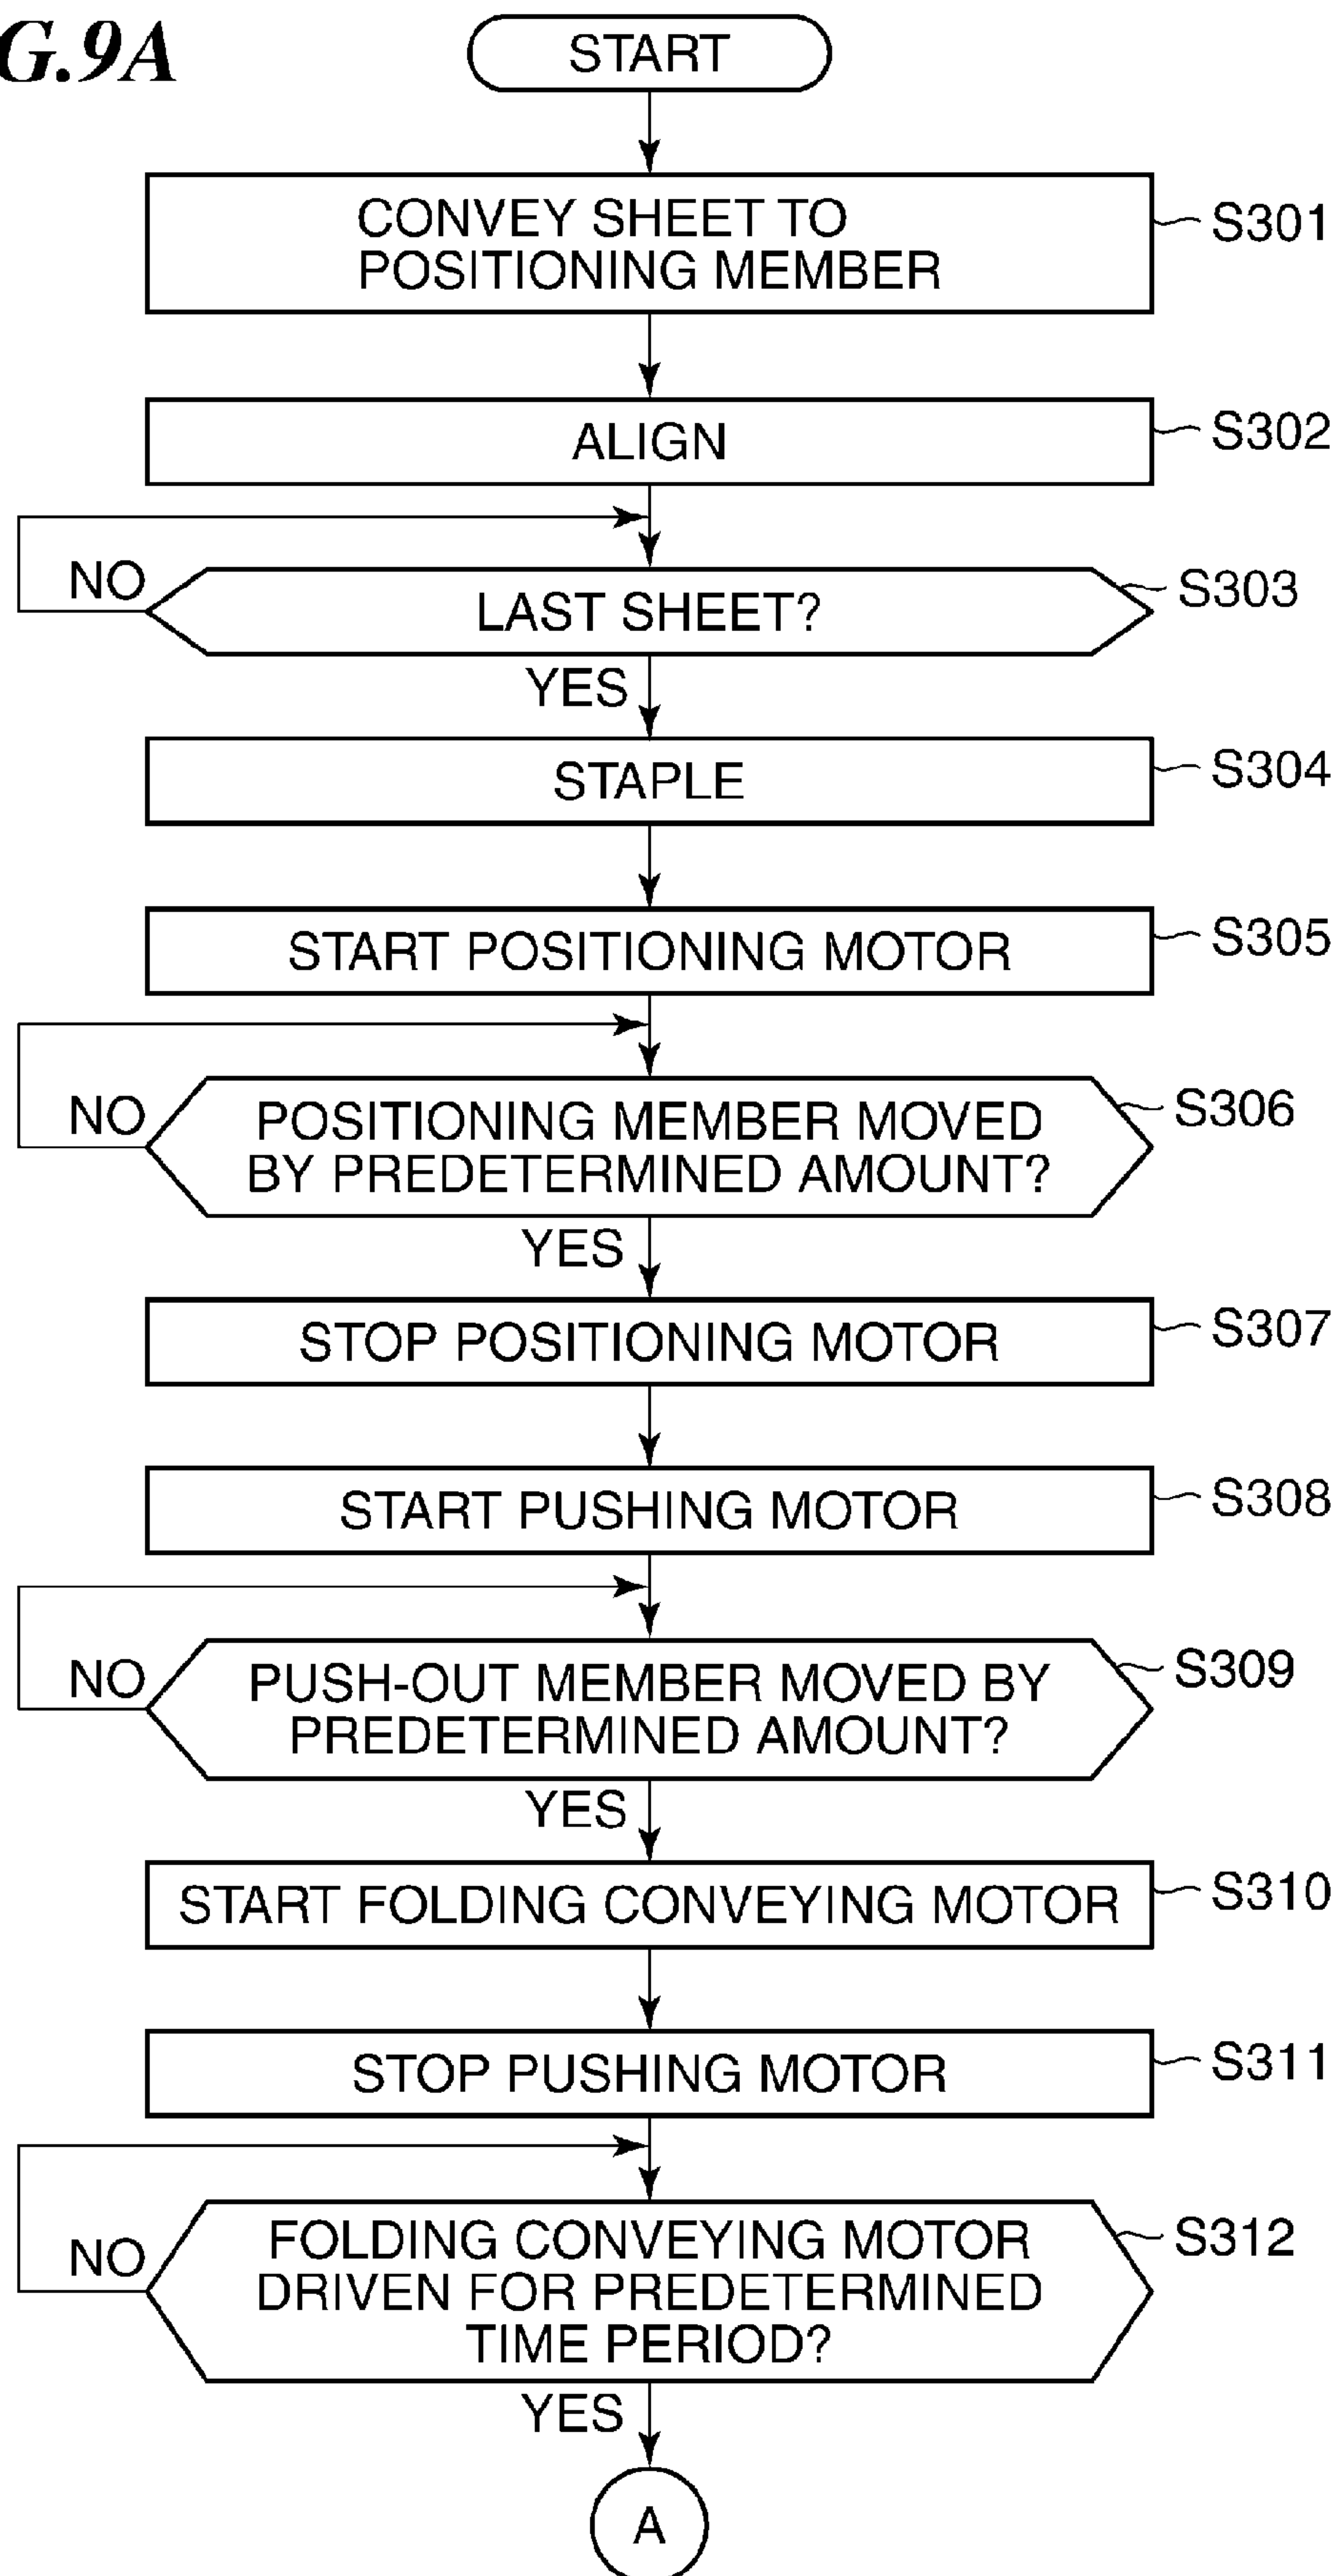 G.9A
START
CONVEY SHEET TO
POSITIONING MEMBER
S301
ALIGN
S302
NO
LAST SHEET?
S303
YES
STAPLE
S304
START POSITIONING MOTOR
S305
NO
POSITIONING MEMBER MOVED
BY PREDETERMINED AMOUNT?
S306
YES
STOP POSITIONING MOTOR
S307
START PUSHING MOTOR
S308
NO
PUSH-OUT MEMBER MOVED BY
PREDETERMINED AMOUNT?
S309
YES
START FOLDING CONVEYING MOTOR
S310
STOP PUSHING MOTOR
S311
NO
FOLDING CONVEYING MOTOR
DRIVEN FOR PREDETERMINED
TIME PERIOD?
S312
YES
A